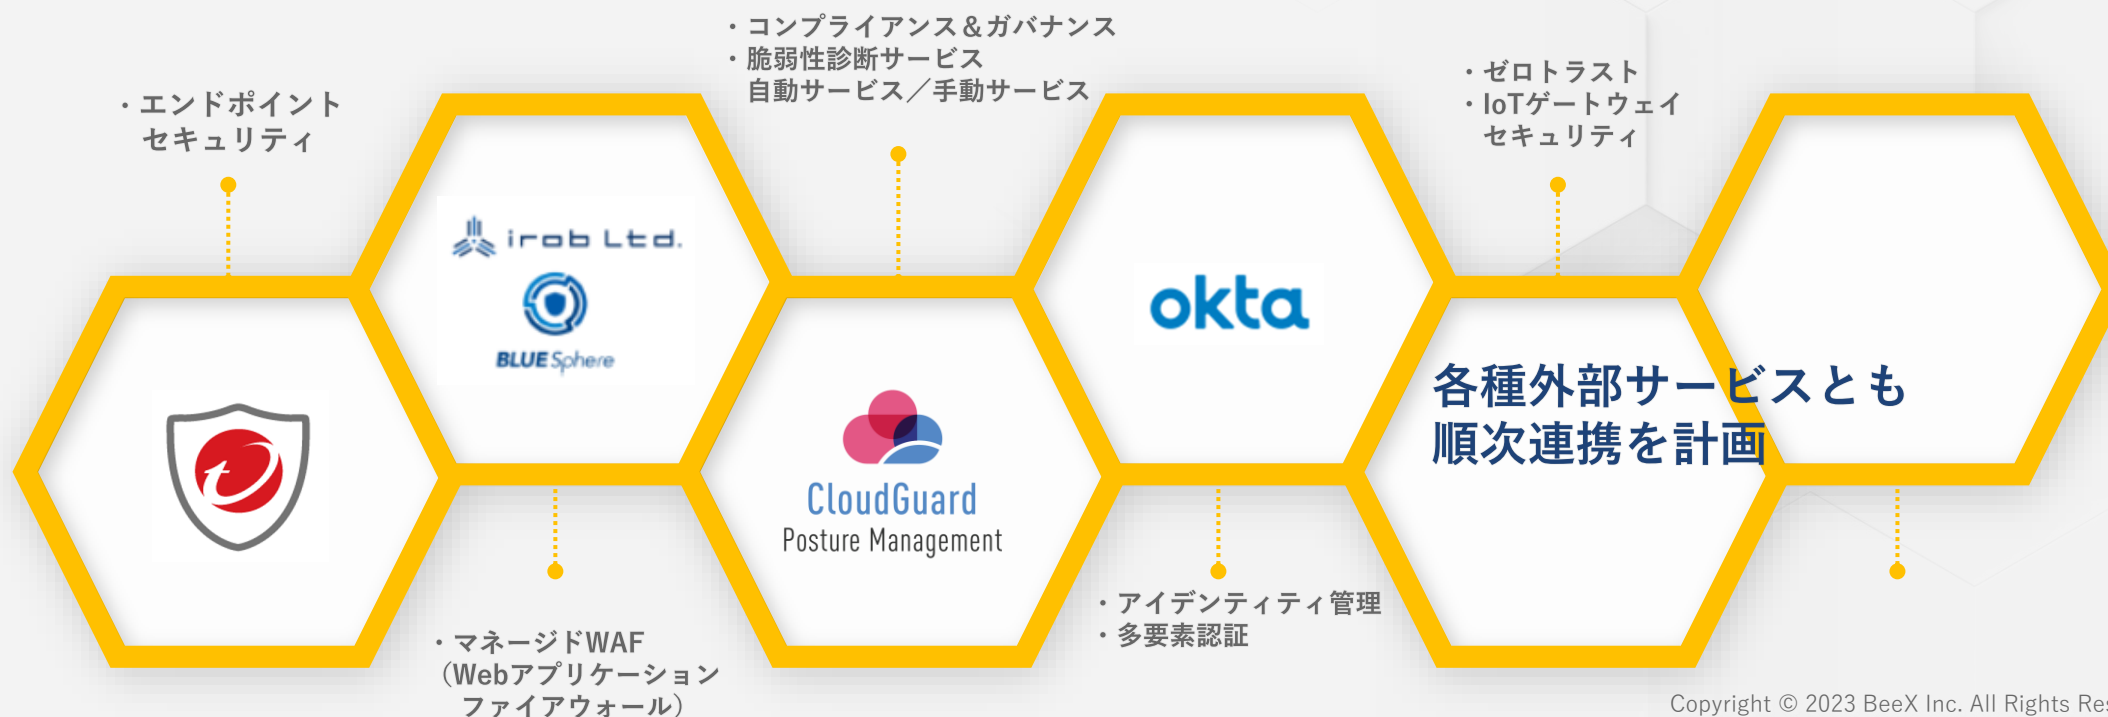 ・コンプライアンス＆ガバナンス
・脆弱性診断サービス
自動サービス／手動サービス
・エンドポイント
セキュリティ
・ゼロトラスト
・IoTゲートウェイ
セキュリティ
irob Ltd.
BLUE Sphere
okta
CloudGuard
Posture Management
各種外部サービスとも
順次連携を計画
・マネージドWAF
（Webアプリケーション
ファイアウォール）
・アイデンティティ管理
・多要素認証
Copyright © 2023 BeeX Inc. All Rights Res